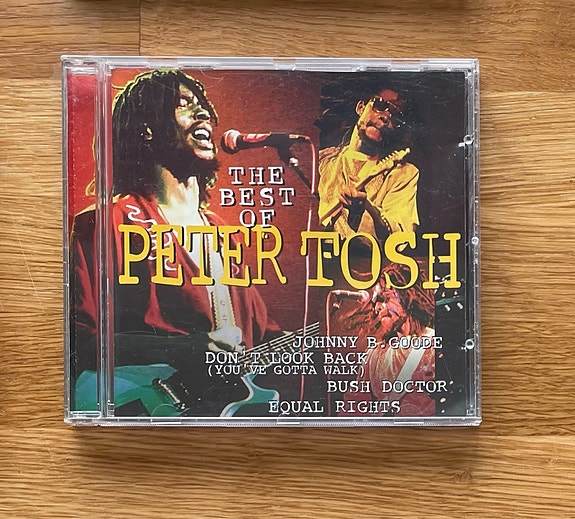 THE
BEST
OF
PETER TOSH
JOHNNY B.GOODE
DON'T LOOK BACK
(YOU'VE GOTTA WALK)
BUSH DOCTOR
EQUAL RIGHTS